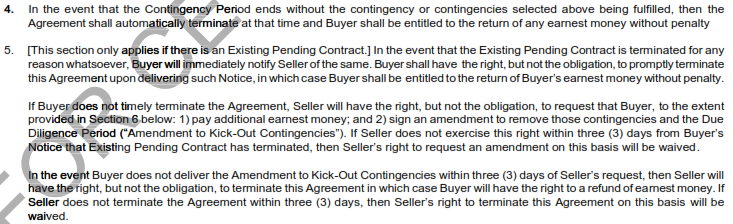 4. In the event that the Contingency Period ends without the contingency or contingencies selected above being fulfilled, then the
Agreement shall automatically terminate at that time and Buyer shall be entitled to the return of any earnest money without penalty
5. [This section only applies if there is an Existing Pending Contract.] In the event that the Existing Pending Contract is terminated for any
reason whatsoever, Buyer will immediately notify Seller of the same. Buyer shall have the right, but not the obligation, to promptly terminate
this Agreement upon delivering such Notice, in which case Buyer shall be entitled to the return of Buyer's earnest money without penalty.
If Buyer does not timely terminate the Agreement, Seller will have the right, but not the obligation, to request that Buyer, to the extent
provided in Section 6 below: 1) pay additional earnest money; and 2) sign an amendment to remove those contingencies and the Due
Diligence Period ("Amendment to Kick-Out Contingencies"). If Seller does not exercise this right within three (3) days from Buyer's
Notice that Existing Pending Contract has terminated, then Seller's right to request an amendment on this basis will be waived.
In the event Buyer does not deliver the Amendment to Kick-Out Contingencies within three (3) days of Seller's request, then Seller will
have the right, but not the obligation, to terminate this Agreement in which case Buyer will have the right to a refund of earnest money. If
Seller does not terminate the Agreement within three (3) days, then Seller's right to terminate this Agreement on this basis will be
waived.
FOR CE